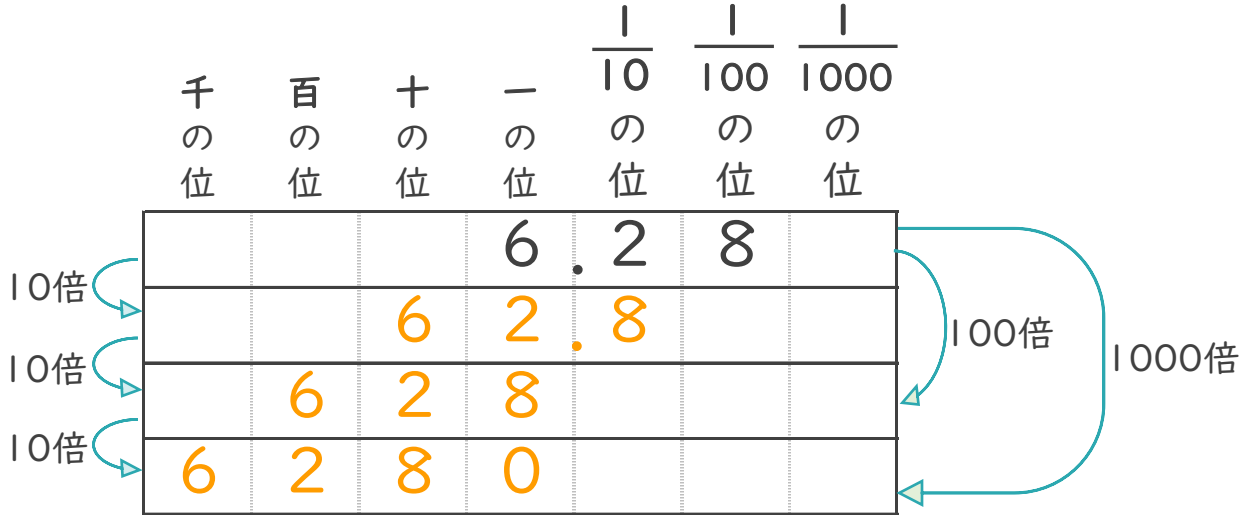 千の位 百の位 十の位 一の位 1/10の位 1/100の位 1/1000の位
6.28
10倍
62.8
100倍
10倍
1000倍
628
10倍
6280